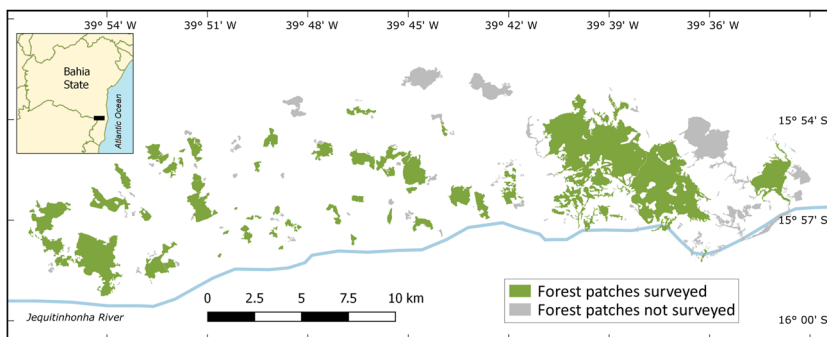 39° 54' W 39° 51' W 39° 48' W 39° 45' W 39° 42' W 39° 39' W 39° 36' W
Bahia
State
Atlantic Ocean
15° 54' S
15° 57' S
16° 00' S
Jequitinhonha River
0 2.5 5 7.5 10 km
Forest patches surveyed
Forest patches not surveyed